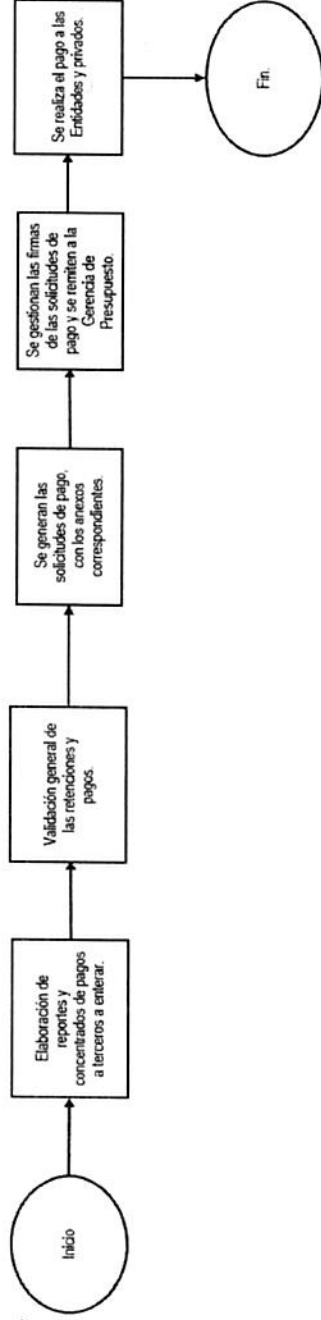 Inicio
Elaboración de
reportes y
concentrados de pagos
a terceros a enterar.
Validación general de
las retenciones y
pagos.
Se generan las
solicitudes de pago,
con los anexos
correspondientes.
Se gestionan las firmas
de las solicitudes de
pago y se remiten a la
Gerencia de
Presupuesto.
Se realiza el pago a las
Entidades y privados.
Fin.